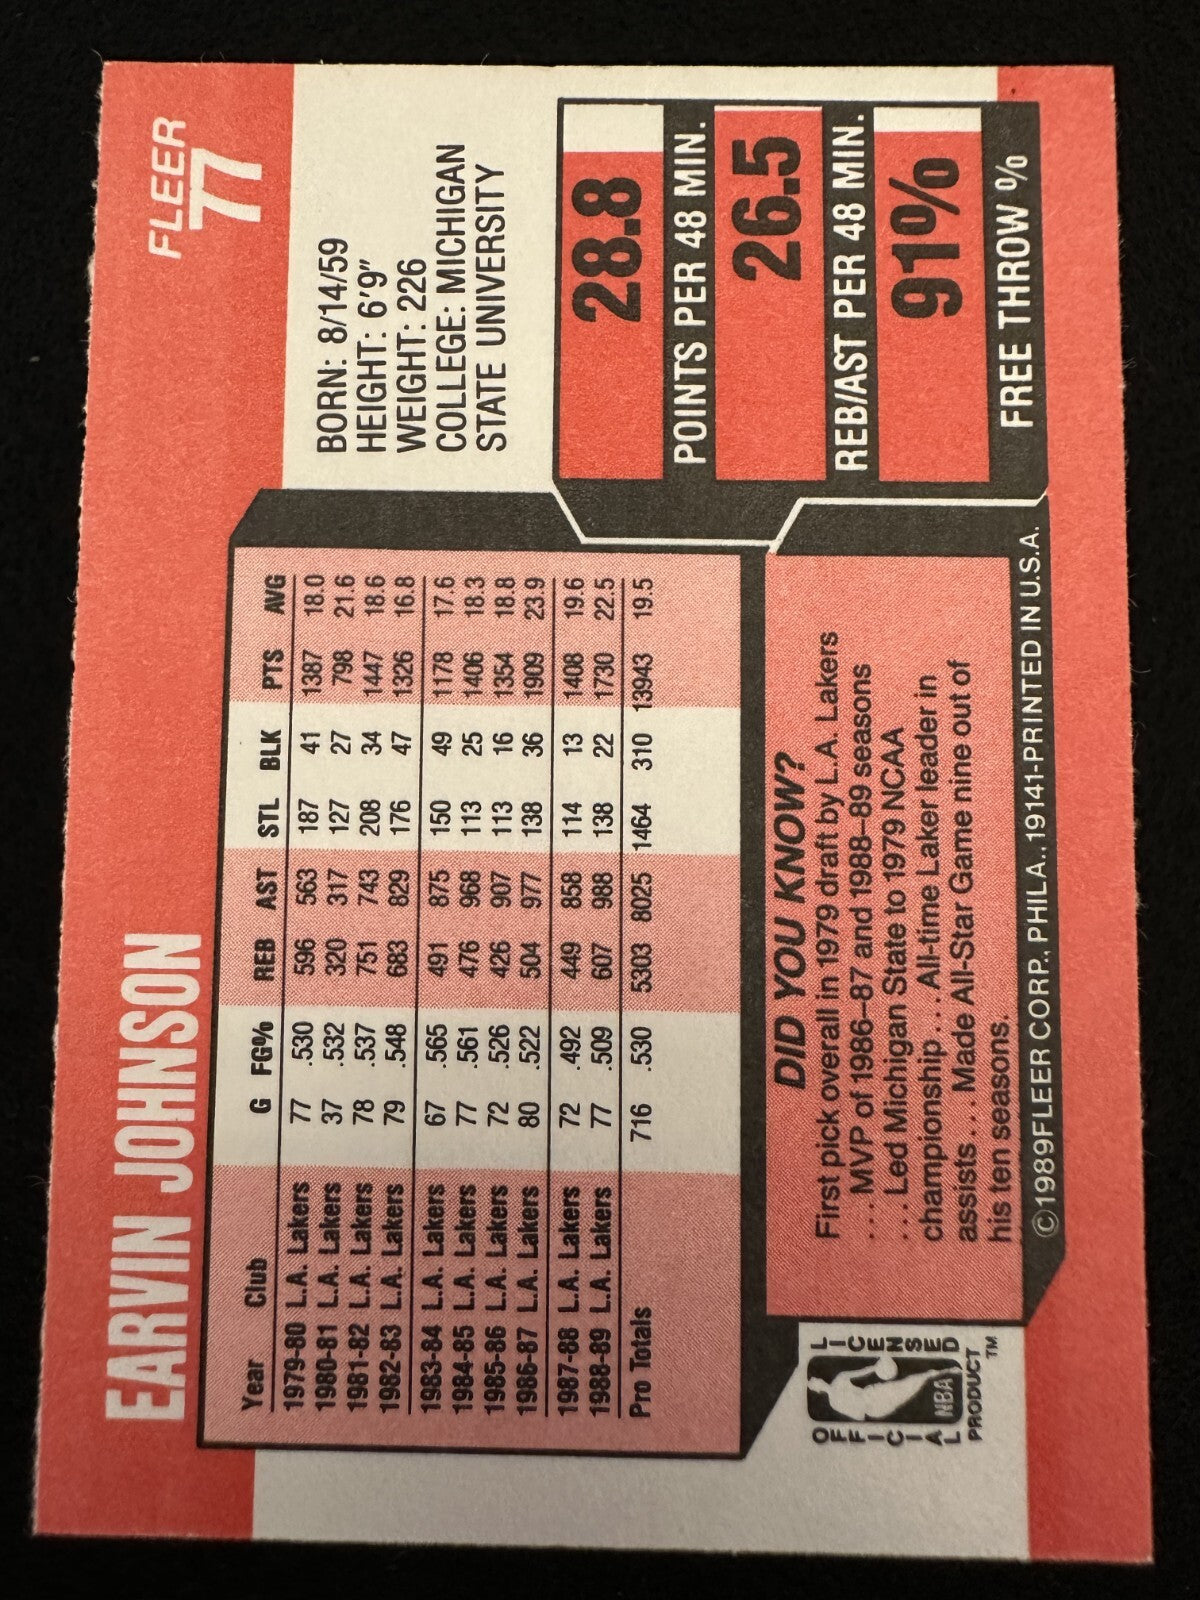 EARVIN JOHNSON
FLEER
77
BORN: 8/14/59
HEIGHT: 6'9"
WEIGHT: 226
COLLEGE: MICHIGAN
STATE UNIVERSITY
Year Club G FG% REB AST STL BLK PTS AVG
1979-80 L.A. Lakers 77 .530 596 563 187 41 1387 18.0
1980-81 L.A. Lakers 37 .532 320 317 127 27 798 21.6
1981-82 L.A. Lakers 78 .537 751 743 208 34 1447 18.6
1982-83 L.A. Lakers 79 .548 683 829 176 47 1326 16.8
1983-84 L.A. Lakers 67 .565 491 875 150 49 1178 17.6
1984-85 L.A. Lakers 77 .561 476 968 113 25 1406 18.3
1985-86 L.A. Lakers 72 .526 426 907 113 16 1354 18.8
1986-87 L.A. Lakers 80 .522 504 977 138 36 1909 23.9
1987-88 L.A. Lakers 72 .492 449 858 114 13 1408 19.6
1988-89 L.A. Lakers 77 .509 607 988 138 22 1730 22.5
Pro Totals 716 .530 5303 8025 1464 310 13943 19.5
28.8
POINTS PER 48 MIN.
26.5
REB/AST PER 48 MIN.
91%
FREE THROW %
DID YOU KNOW?
First pick overall in 1979 draft by L.A. Lakers
....MVP of 1986–87 and 1988–89 seasons
...Led Michigan State to 1979 NCAA
championship....All-time Laker leader in
assists...Made All-Star Game nine out of
his ten seasons.
©1989 FLEER CORP., PHILA., 19141-PRINTED IN U.S.A.
OFFICIAL LICENSED
NBA
PRODUCT
TM